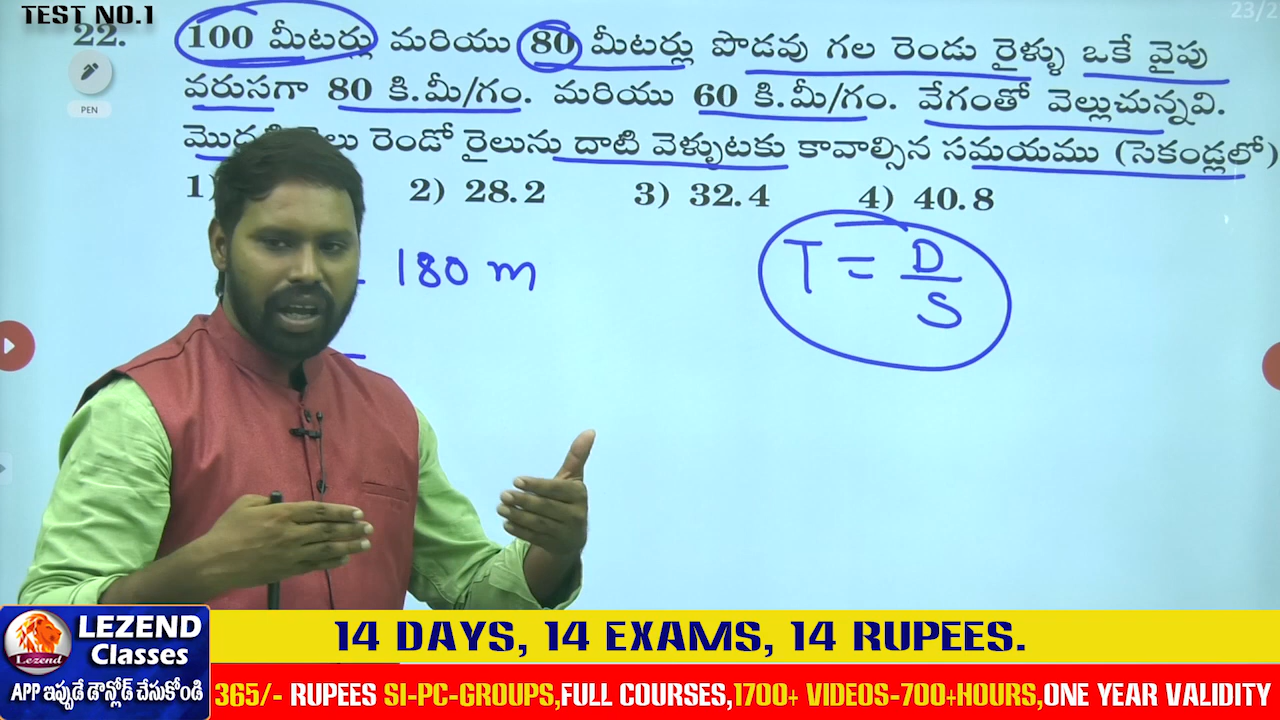 TEST NO.1
23/2
22. 100 మీటర్లు మరియు 80 మీటర్లు పొడవు గల రెండు రైళ్ళు ఒకే వైపు
వరుసగా 80 కి.మీ/గం. మరియు 60 కి.మీ/గం. వేగంతో వెల్లుచున్నవి.
PEN
రెండో రైలును దాటి వెళ్ళుటకు కావాల్సిన సమయము (సెకండ్లలో)
1) 2) 28.2 3) 32.4 4) 40.8
180 m
T = D/S
Lezend
LEZEND
Classes
APP ఇప్పుడే డౌన్లోడ్ చేసుకోండి
14 DAYS, 14 EXAMS, 14 RUPEES.
365/- RUPEES SI-PC-GROUPS,FULL COURSES,1700+ VIDEOS-700+HOURS,ONE YEAR VALIDITY